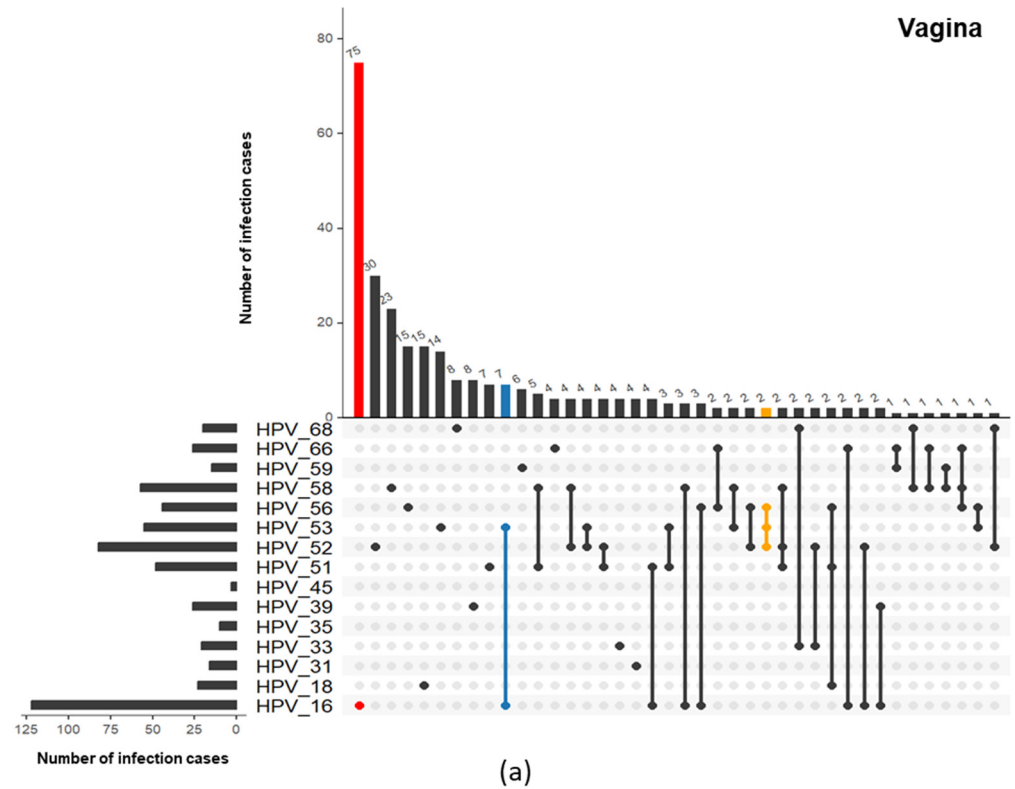 Vagina
Number of infection cases
80
60
40
20
0
75 30 23 15 15 14 8 8 7 7 6 5 4 4 4 4 4 4 4 3 3 3 2 2 2 2 2 2 2 2 2 2 2 1 1 1 1 1 1 1
HPV_68
HPV_66
HPV_59
HPV_58
HPV_56
HPV_53
HPV_52
HPV_51
HPV_45
HPV_39
HPV_35
HPV_33
HPV_31
HPV_18
HPV_16
125 100 75 50 25 0
Number of infection cases
(a)